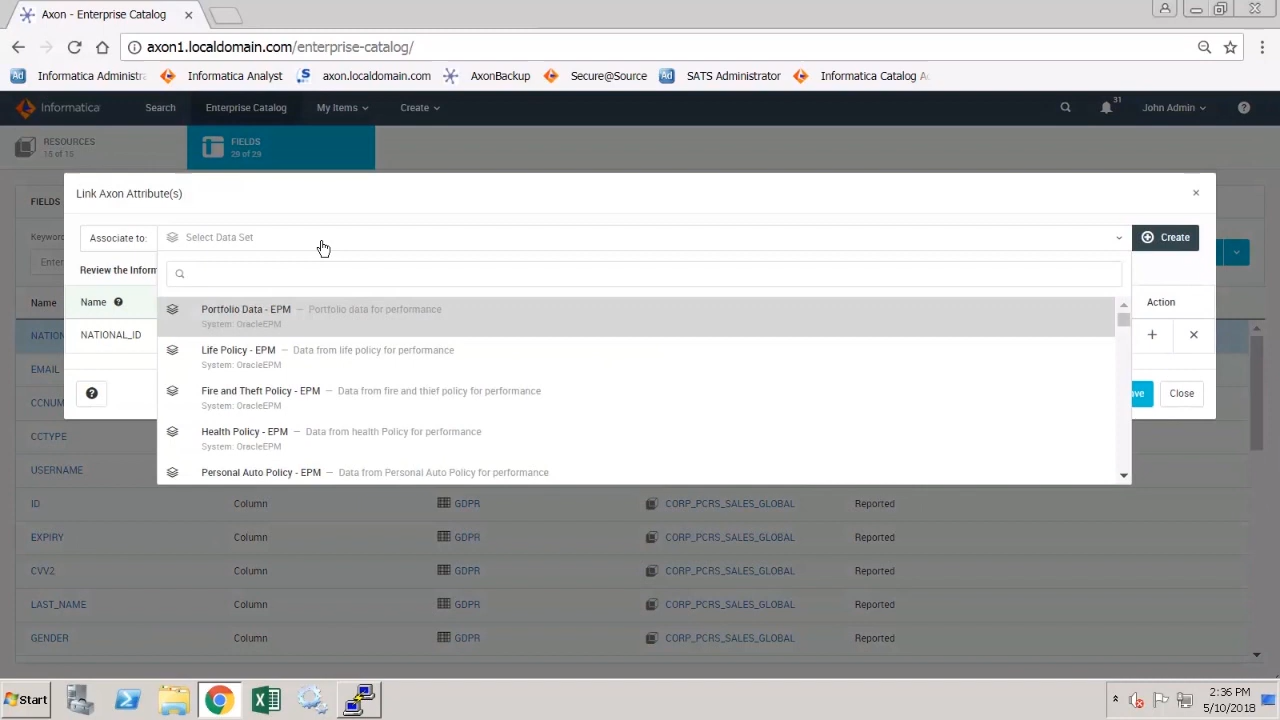 Axon - Enterprise Catalog
axon1.localdomain.com/enterprise-catalog/
Ad Informatica Administra Informatica Analyst S axon.localdomain.com AxonBackup Secure@Source Ad SATS Administrator Informatica Catalog Ac
Informatica Search Enterprise Catalog My Items Create 31 John Admin
RESOURCES
15 of 15
FIELDS
29 of 29
Link Axon Attribute(s)
FIELDS
Keywor
Associate to: Select Data Set Create
Ente
Review the Inform
Name Name Action
Portfolio Data - EPM — Portfolio data for performance
System: OracleEPM
NATION NATIONAL_ID
Life Policy - EPM — Data from life policy for performance
System: OracleEPM
EMAIL
Fire and Theft Policy - EPM — Data from fire and thief policy for performance
System: OracleEPM
CCNUM ve Close
Health Policy - EPM — Data from health Policy for performance
System: OracleEPM
CCTYPE
Personal Auto Policy - EPM — Data from Personal Auto Policy for performance
USERNAME
ID Column GDPR CORP_PCRS_SALES_GLOBAL Reported
EXPIRY Column GDPR CORP_PCRS_SALES_GLOBAL Reported
CVV2 Column GDPR CORP_PCRS_SALES_GLOBAL Reported
LAST_NAME Column GDPR CORP_PCRS_SALES_GLOBAL Reported
GENDER Column GDPR CORP_PCRS_SALES_GLOBAL Reported
Start
2:36 PM
5/10/2018